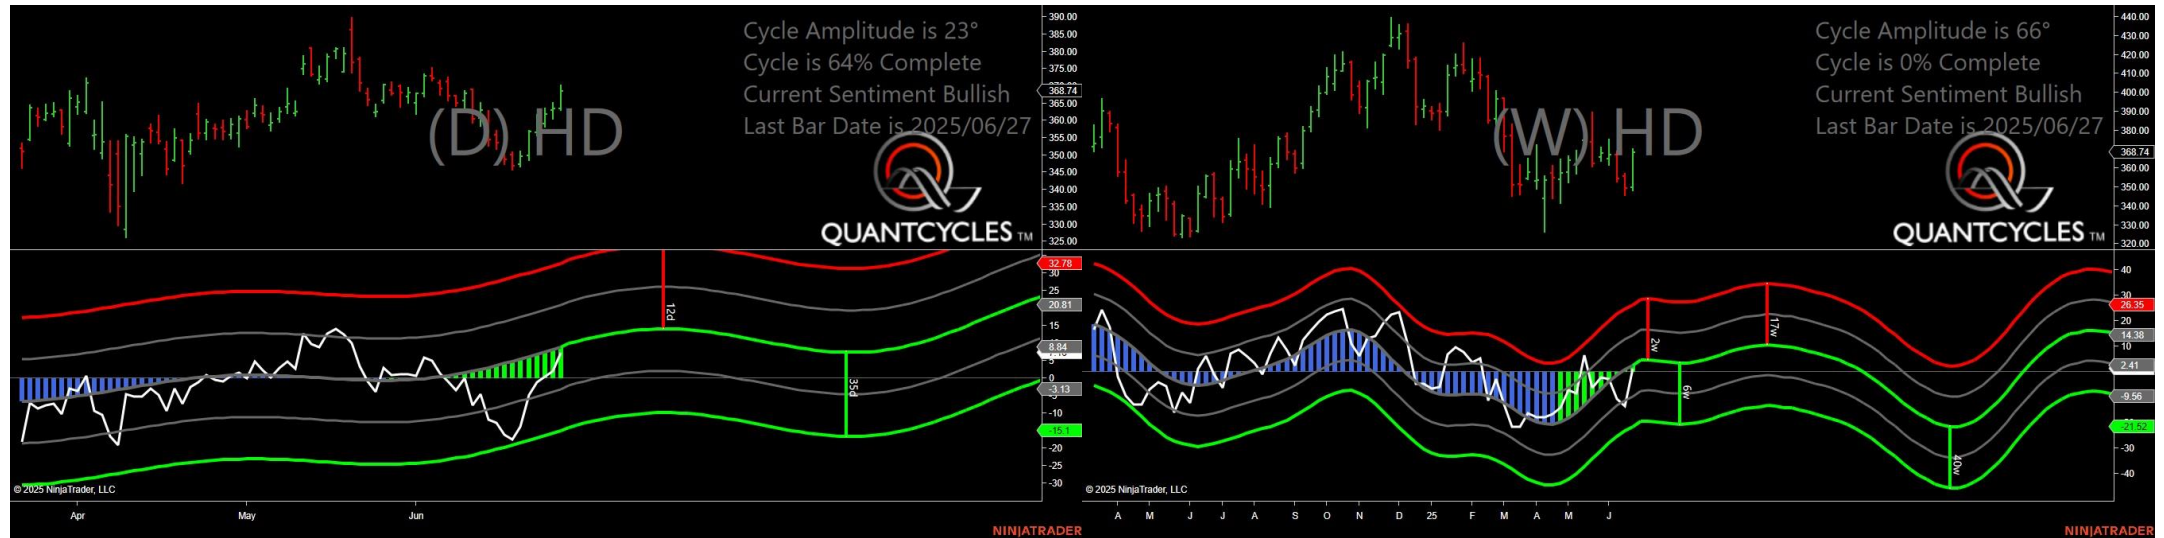 Cycle Amplitude is 23°
Cycle is 64% Complete
Current Sentiment Bullish
Last Bar Date is 2025/06/27
(D) HD
QUANTCYCLES TM
390.00
385.00
380.00
375.00
368.74
365.00
360.00
355.00
350.00
345.00
340.00
335.00
330.00
325.00
32.78
30
25
20.81
15
8.84
5
0
-3.13
-10
-15.1
-20
-25
-30
12d
35d
© 2025 NinjaTrader, LLC
Apr May Jun
NINJATRADER
Cycle Amplitude is 66°
Cycle is 0% Complete
Current Sentiment Bullish
Last Bar Date is 2025/06/27
(W) HD
QUANTCYCLES TM
440.00
430.00
420.00
410.00
400.00
390.00
380.00
368.74
360.00
350.00
340.00
330.00
320.00
40
30
26.35
20
14.38
10
2.41
-9.56
-21.52
-30
-40
2w
6w
17w
40w
© 2025 NinjaTrader, LLC
A M J J A S O N D 25 F M A M J
NINJATRADER